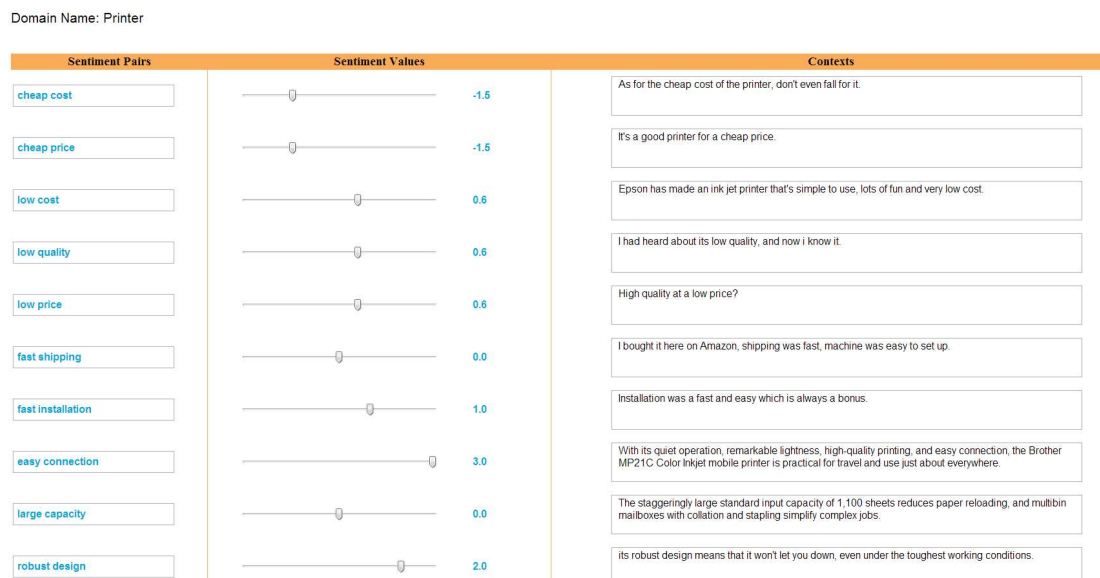 Domain Name: Printer
Sentiment Pairs Sentiment Values Contexts
cheap cost -1.5 As for the cheap cost of the printer, don't even fall for it.
cheap price -1.5 It's a good printer for a cheap price.
low cost 0.6 Epson has made an ink jet printer that's simple to use, lots of fun and very low cost.
low quality 0.6 I had heard about its low quality, and now i know it.
low price 0.6 High quality at a low price?
fast shipping 0.0 I bought it here on Amazon, shipping was fast, machine was easy to set up.
fast installation 1.0 Installation was a fast and easy which is always a bonus.
easy connection 3.0 With its quiet operation, remarkable lightness, high-quality printing, and easy connection, the Brother
MP21C Color Inkjet mobile printer is practical for travel and use just about everywhere.
large capacity 0.0 The staggeringly large standard input capacity of 1,100 sheets reduces paper reloading, and multibin
mailboxes with collation and stapling simplify complex jobs.
robust design 2.0 its robust design means that it won't let you down, even under the toughest working conditions.